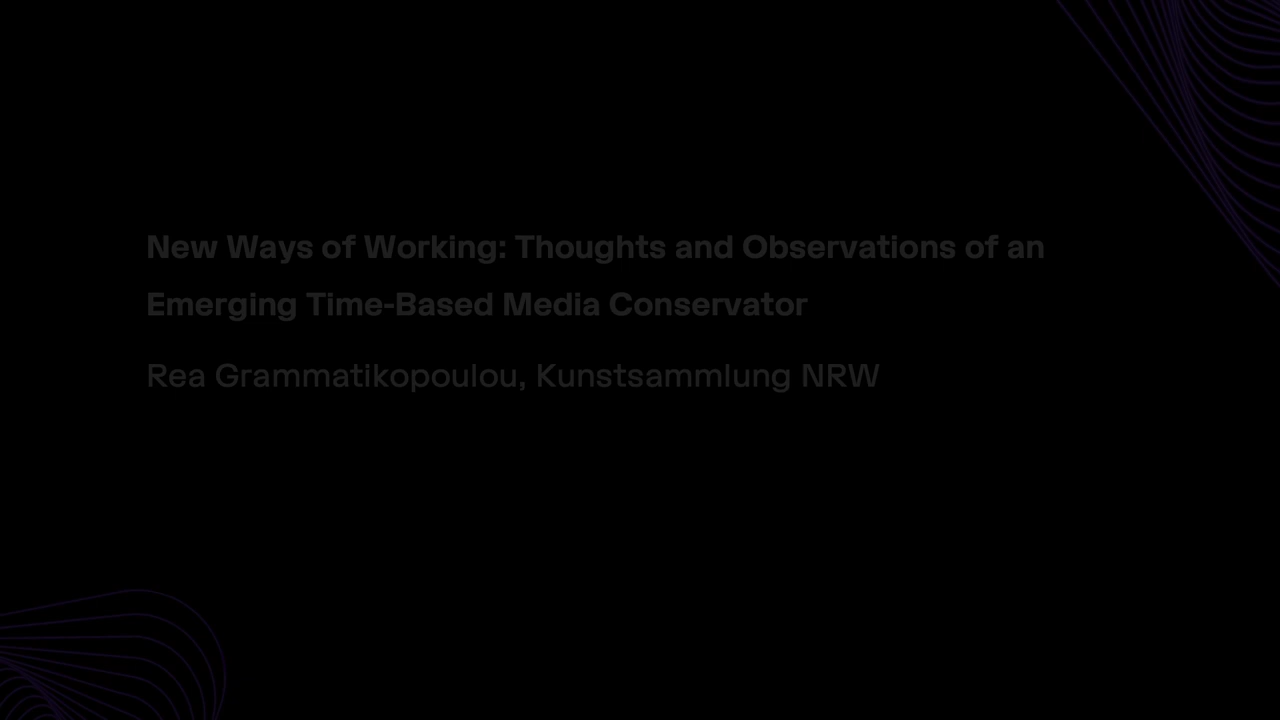 New Ways of Working: Thoughts and Observations of an
Emerging Time-Based Media Conservator
Rea Grammatikopoulou, Kunstsammlung NRW